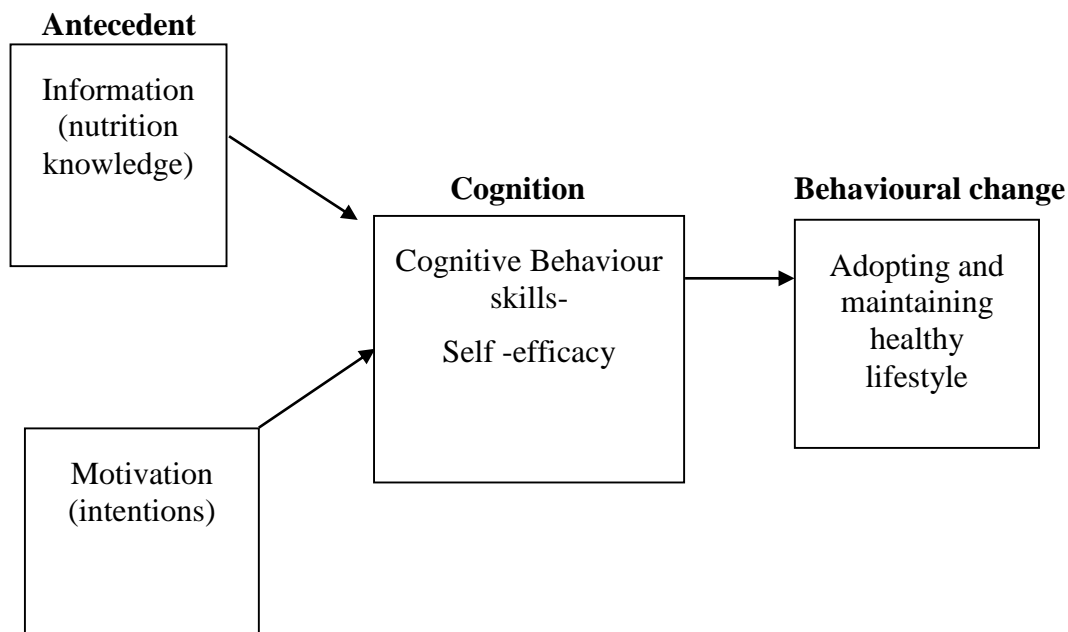 Antecedent
Information
(nutrition
knowledge)
Cognition
Cognitive Behaviour
skills-
Self -efficacy
Behavioural change
Adopting and
maintaining
healthy
lifestyle
Motivation
(intentions)